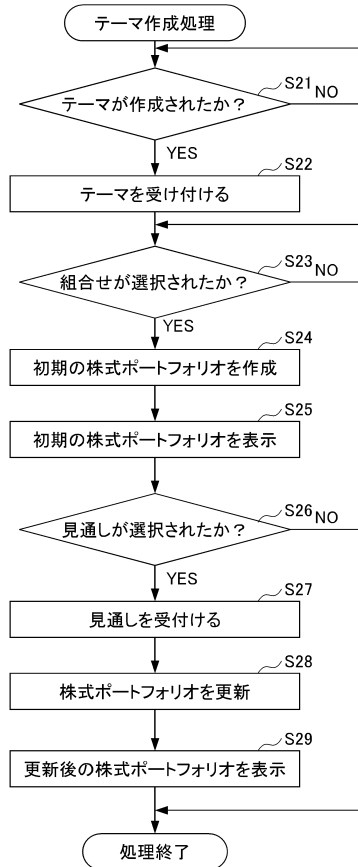 テーマ作成処理
S21
テーマが作成されたか？
NO
YES
S22
テーマを受け付ける
S23
組合せが選択されたか？
NO
YES
S24
初期の株式ポートフォリオを作成
S25
初期の株式ポートフォリオを表示
S26
見通しが選択されたか？
NO
YES
S27
見通しを受付ける
S28
株式ポートフォリオを更新
S29
更新後の株式ポートフォリオを表示
処理終了